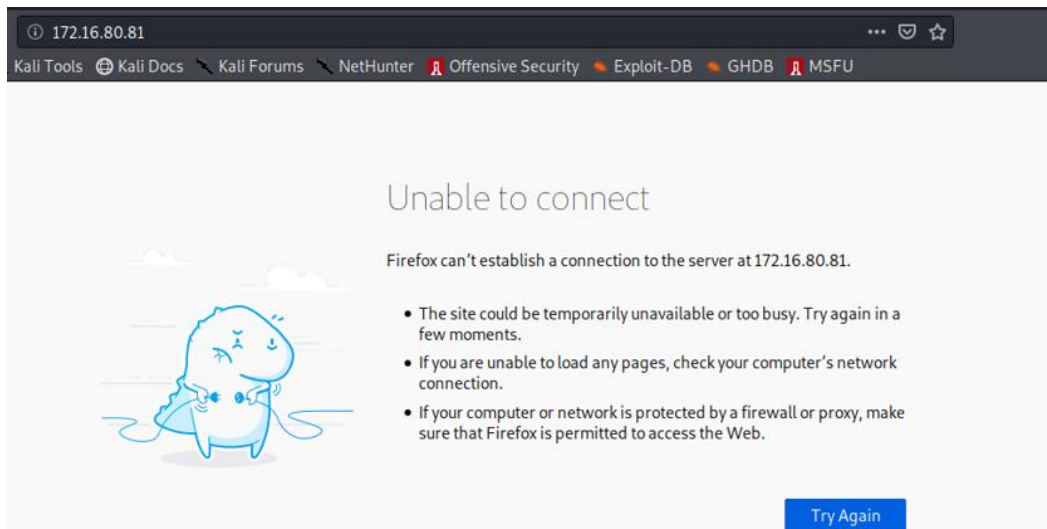 172.16.80.81
Kali Tools Kali Docs Kali Forums NetHunter Offensive Security Exploit-DB GHDB MSFU
Unable to connect
Firefox can’t establish a connection to the server at 172.16.80.81.
• The site could be temporarily unavailable or too busy. Try again in a
few moments.
• If you are unable to load any pages, check your computer’s network
connection.
• If your computer or network is protected by a firewall or proxy, make
sure that Firefox is permitted to access the Web.
Try Again